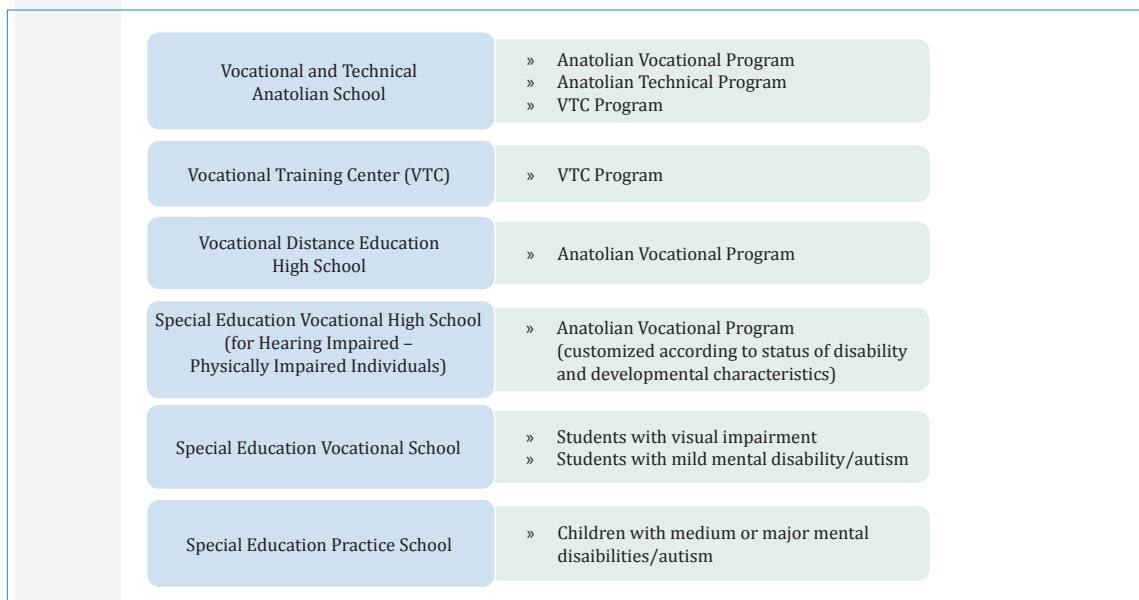 Vocational and Technical
Anatolian School
» Anatolian Vocational Program
» Anatolian Technical Program
» VTC Program
Vocational Training Center (VTC)
» VTC Program
Vocational Distance Education
High School
» Anatolian Vocational Program
Special Education Vocational High School
(for Hearing Impaired –
Physically Impaired Individuals)
» Anatolian Vocational Program
(customized according to status of disability
and developmental characteristics)
Special Education Vocational School
» Students with visual impairment
» Students with mild mental disability/autism
Special Education Practice School
» Children with medium or major mental
disaibilities/autism